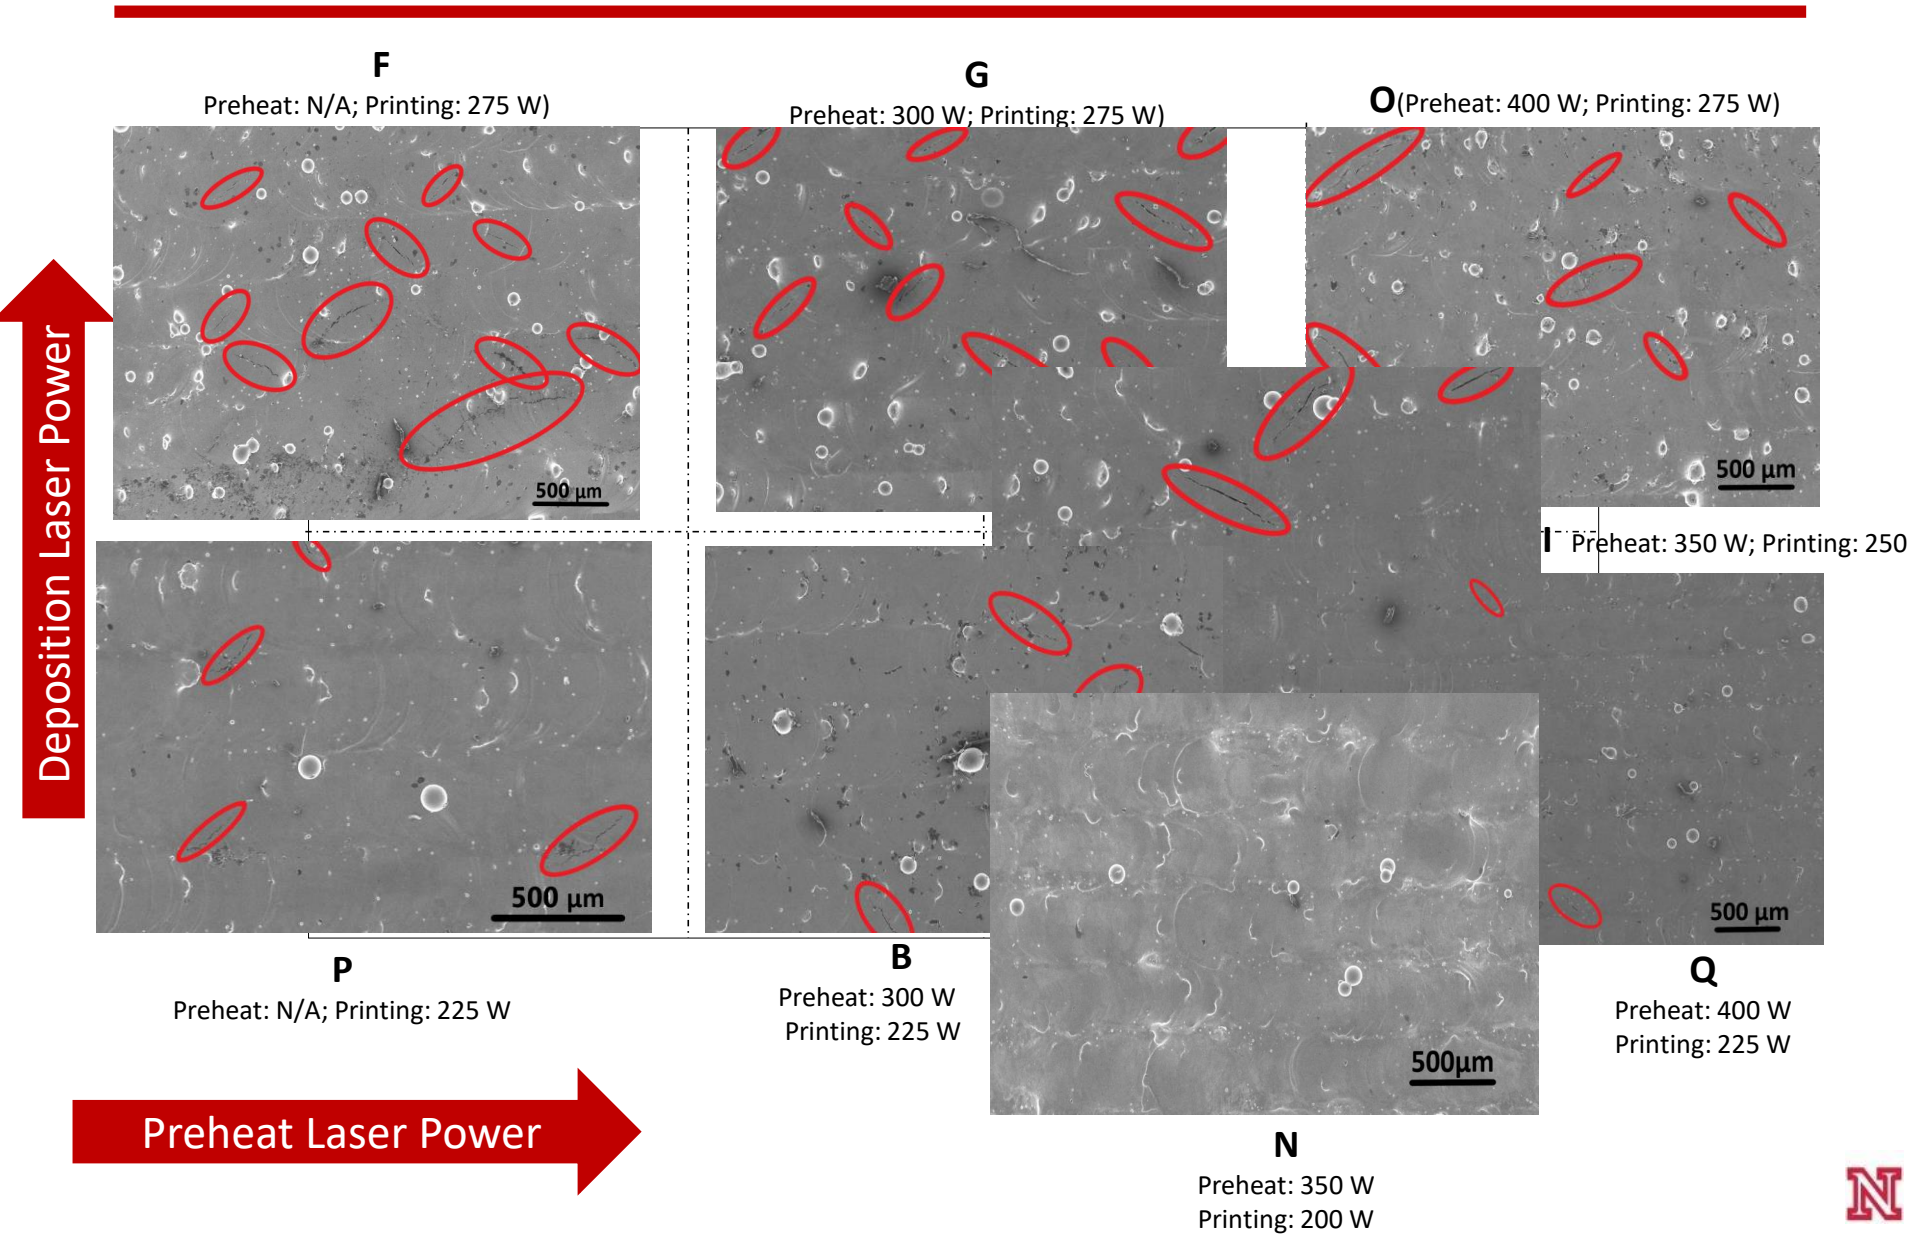 F
Preheat: N/A; Printing: 275 W)
G
Preheat: 300 W; Printing: 275 W)
O(Preheat: 400 W; Printing: 275 W)
Deposition Laser Power
500 μm
500 μm
I Preheat: 350 W; Printing: 250
500 μm
500 μm
500μm
P
Preheat: N/A; Printing: 225 W
B
Preheat: 300 W
Printing: 225 W
Q
Preheat: 400 W
Printing: 225 W
Preheat Laser Power
N
Preheat: 350 W
Printing: 200 W
N